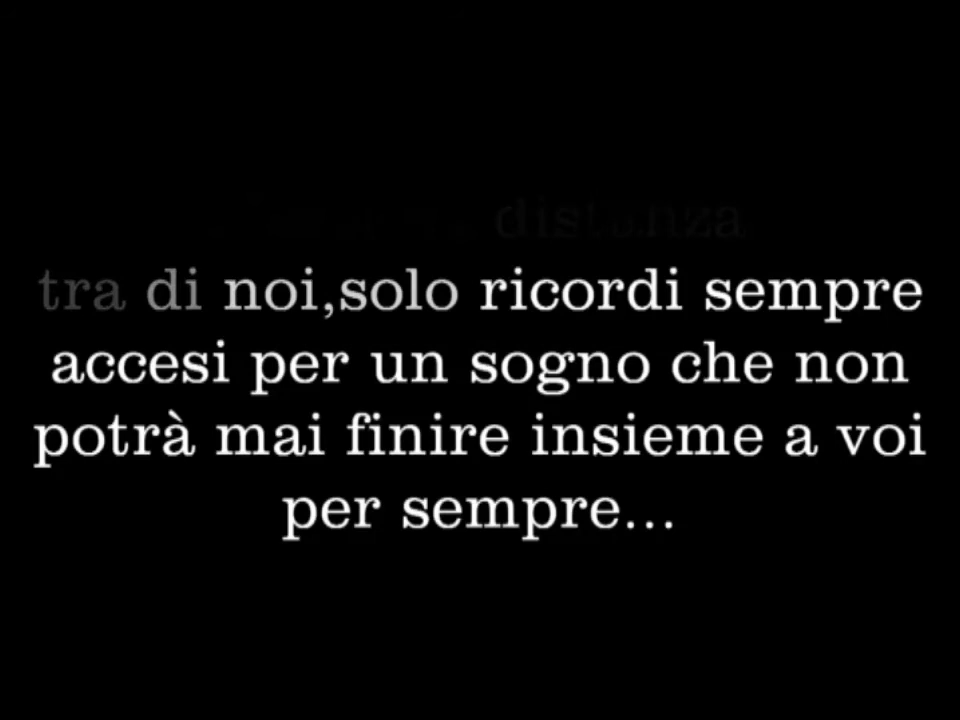 distanza
tra di noi,solo ricordi sempre
accesi per un sogno che non
potrà mai finire insieme a voi
per sempre...